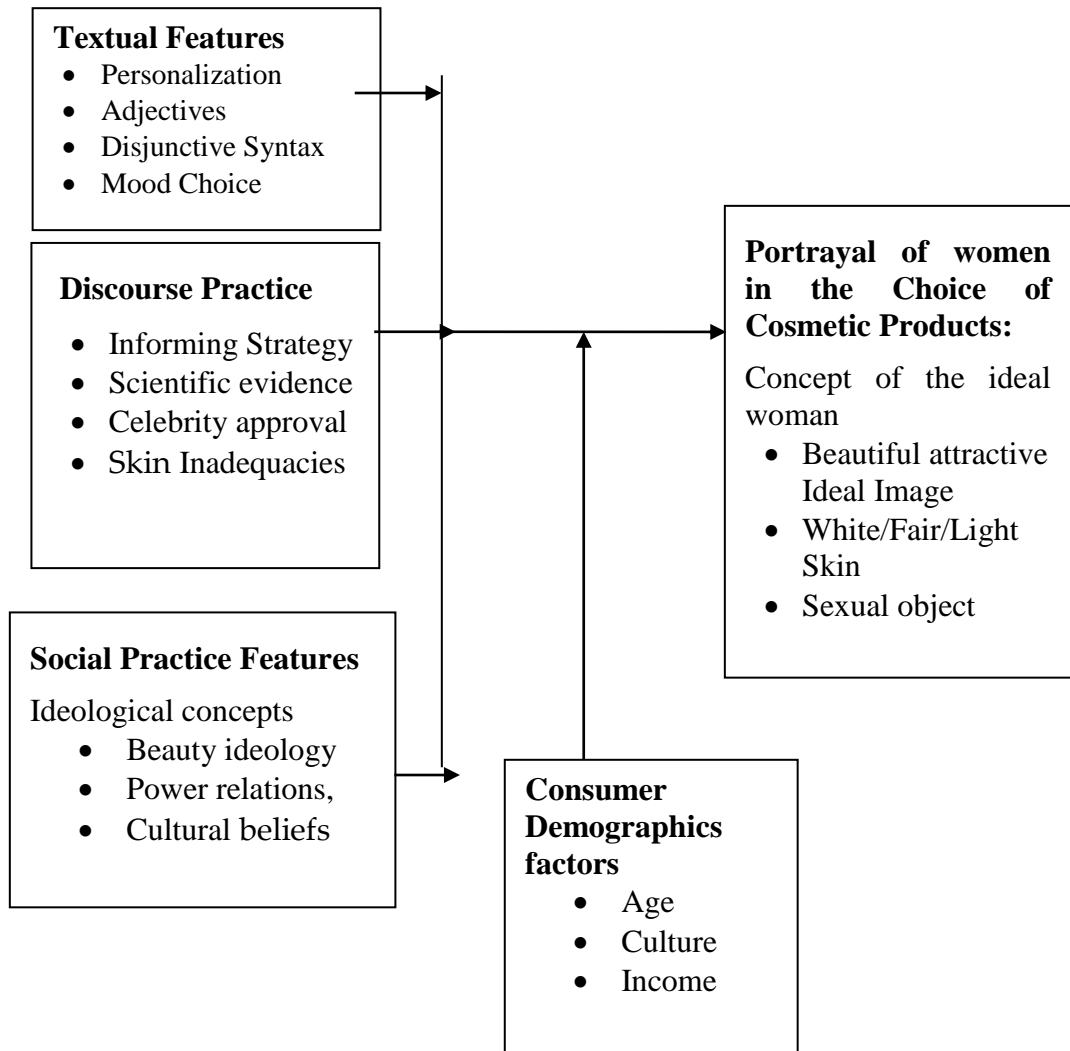 Textual Features
• Personalization
• Adjectives
• Disjunctive Syntax
• Mood Choice
Discourse Practice
• Informing Strategy
• Scientific evidence
• Celebrity approval
• Skin Inadequacies
Social Practice Features
Ideological concepts
• Beauty ideology
• Power relations,
• Cultural beliefs
Consumer
Demographics
factors
• Age
• Culture
• Income
Portrayal of women
in the Choice of
Cosmetic Products:
Concept of the ideal
woman
• Beautiful attractive
Ideal Image
• White/Fair/Light
Skin
• Sexual object